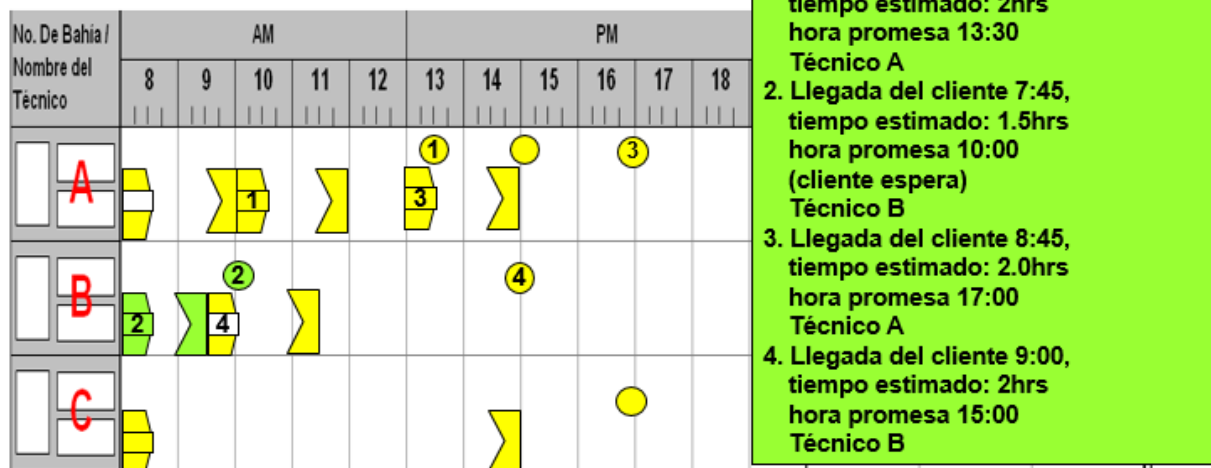 No. De Bahía /
Nombre del
Técnico
AM
PM
8 9 10 11 12 13 14 15 16 17 18
A
1
3
1
3
B
2
4
2
4
C
tiempo estimado: 2hrs
hora promesa 13:30
Técnico A
2. Llegada del cliente 7:45,
tiempo estimado: 1.5hrs
hora promesa 10:00
(cliente espera)
Técnico B
3. Llegada del cliente 8:45,
tiempo estimado: 2.0hrs
hora promesa 17:00
Técnico A
4. Llegada del cliente 9:00,
tiempo estimado: 2hrs
hora promesa 15:00
Técnico B